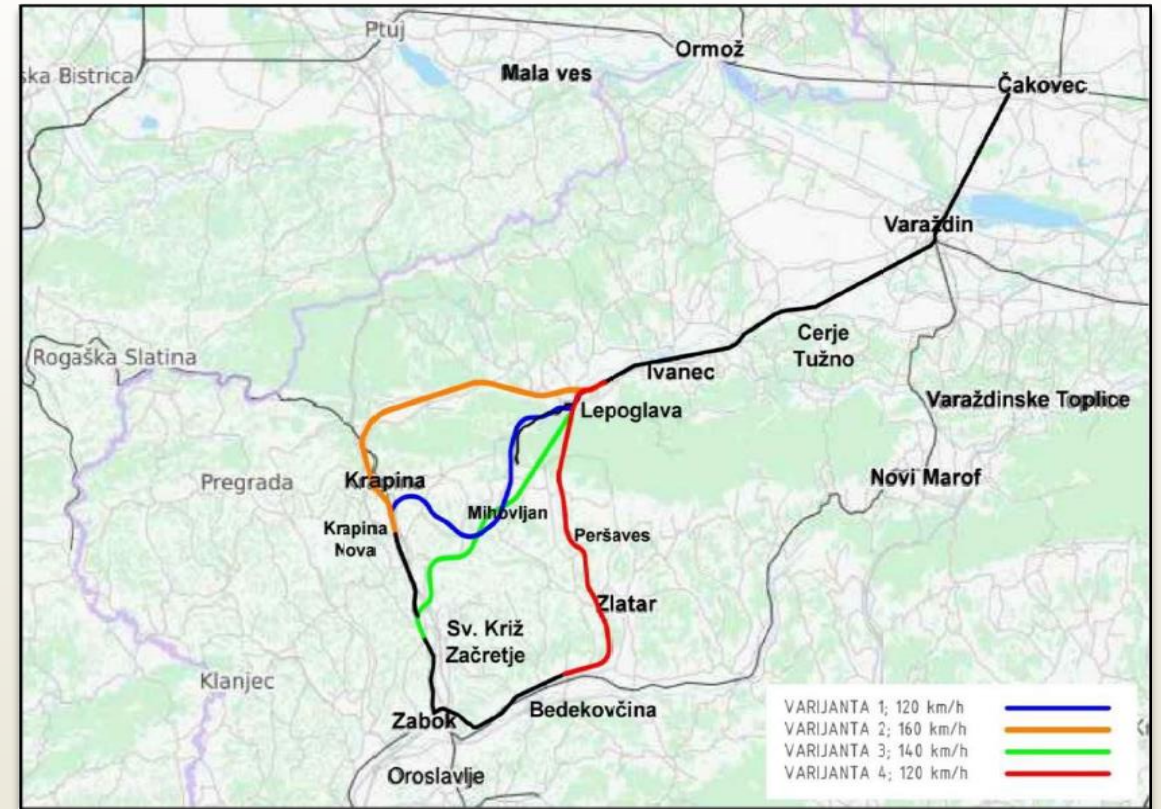 Ptuj
Ormož
Mala ves
ska Bistrica
Čakovec
Varaždin
Cerje
Tužno
Rogaška Slatina
Ivanec
Varaždinske Toplice
Lepoglava
Pregrada
Krapina
Novi Marof
Mihovljan
Krapina
Nova
Peršaves
Zlatar
Sv. Križ
Začretje
Klanjec
Bedekovčina
Zabok
Oroslavlje
VARIJANTA 1; 120 km/h
VARIJANTA 2; 160 km/h
VARIJANTA 3; 140 km/h
VARIJANTA 4; 120 km/h